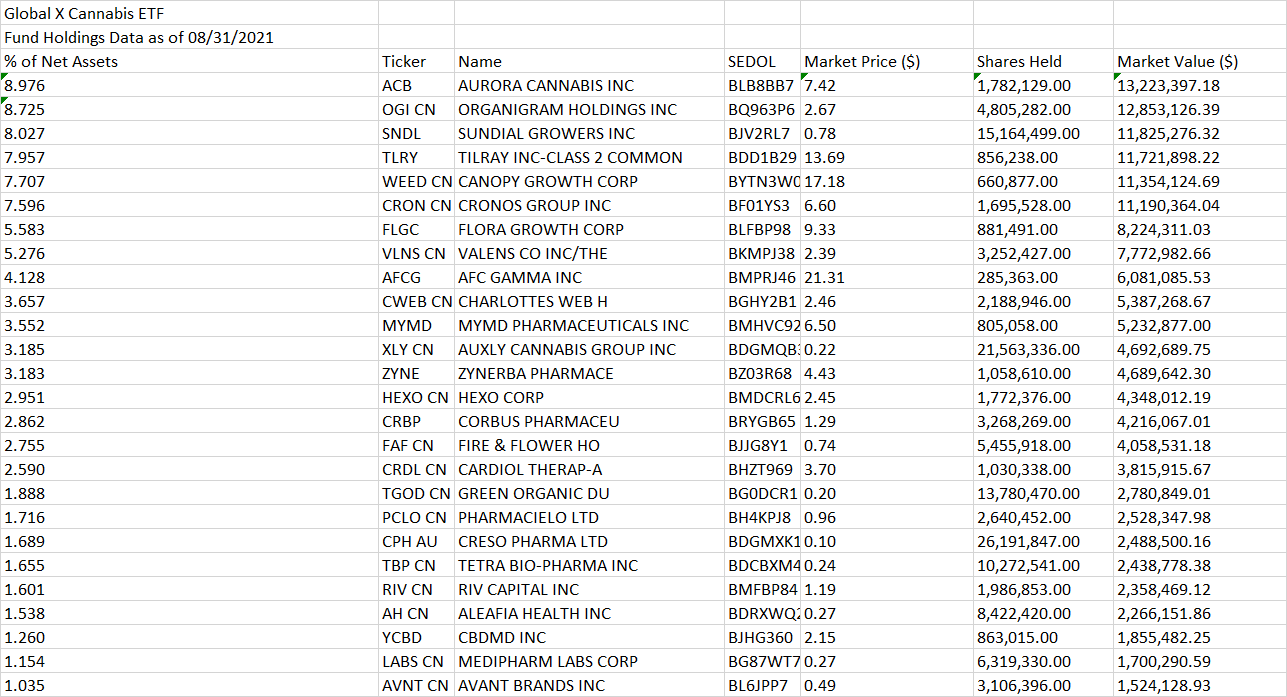 Global X Cannabis ETF
Fund Holdings Data as of 08/31/2021
% of Net Assets Ticker Name SEDOL Market Price ($) Shares Held Market Value ($)
8.976 ACB AURORA CANNABIS INC BLB8BB7 7.42 1,782,129.00 13,223,397.18
8.725 OGI CN ORGANIGRAM HOLDINGS INC BQ963P6 2.67 4,805,282.00 12,853,126.39
8.027 SNDL SUNDIAL GROWERS INC BJV2RL7 0.78 15,164,499.00 11,825,276.32
7.957 TLRY TILRAY INC-CLASS 2 COMMON BDD1B29 13.69 856,238.00 11,721,898.22
7.707 WEED CN CANOPY GROWTH CORP BYTN3W0 17.18 660,877.00 11,354,124.69
7.596 CRON CN CRONOS GROUP INC BF01YS3 6.60 1,695,528.00 11,190,364.04
5.583 FLGC FLORA GROWTH CORP BLFBP98 9.33 881,491.00 8,224,311.03
5.276 VLNS CN VALENS CO INC/THE BKMPJ38 2.39 3,252,427.00 7,772,982.66
4.128 AFCG AFC GAMMA INC BMPRJ46 21.31 285,363.00 6,081,085.53
3.657 CWEB CN CHARLOTTES WEB H BGHY2B1 2.46 2,188,946.00 5,387,268.67
3.552 MYMD MYMD PHARMACEUTICALS INC BMHVC92 6.50 805,058.00 5,232,877.00
3.185 XLY CN AUXLY CANNABIS GROUP INC 0.22 21,563,336.00 4,692,689.75
3.183 ZYNE ZYNERBA PHARMACE BZ03R68 4.43 1,058,610.00 4,689,642.30
2.951 HEXO CN HEXO CORP BMDCRL6 2.45 1,772,376.00 4,348,012.19
2.862 CRBP CORBUS PHARMACEU BRYGB65 1.29 3,268,269.00 4,216,067.01
2.755 FAF CN FIRE & FLOWER HO BJJG8Y1 0.74 5,455,918.00 4,058,531.18
2.590 CRDL CN CARDIOL THERAP-A BHZT969 3.70 1,030,338.00 3,815,915.67
1.888 TGOD CN GREEN ORGANIC DU BG0DCR1 0.20 13,780,470.00 2,780,849.01
1.716 PCLO CN PHARMACIELO LTD BH4KPJ8 0.96 2,640,452.00 2,528,347.98
1.689 CPH AU CRESO PHARMA LTD BDGMXK1 0.10 26,191,847.00 2,488,500.16
1.655 TBP CN TETRA BIO-PHARMA INC BDCBXM4 0.24 10,272,541.00 2,438,778.38
1.601 RIV CN RIV CAPITAL INC BMFBP84 1.19 1,986,853.00 2,358,469.12
1.538 AH CN ALEAFIA HEALTH INC 0.27 8,422,420.00 2,266,151.86
1.260 YCBD CBDMD INC BJHG360 2.15 863,015.00 1,855,482.25
1.154 LABS CN MEDIPHARM LABS CORP BG87WT7 0.27 6,319,330.00 1,700,290.59
1.035 AVNT CN AVANT BRANDS INC BL6JPP7 0.49 3,106,396.00 1,524,128.93